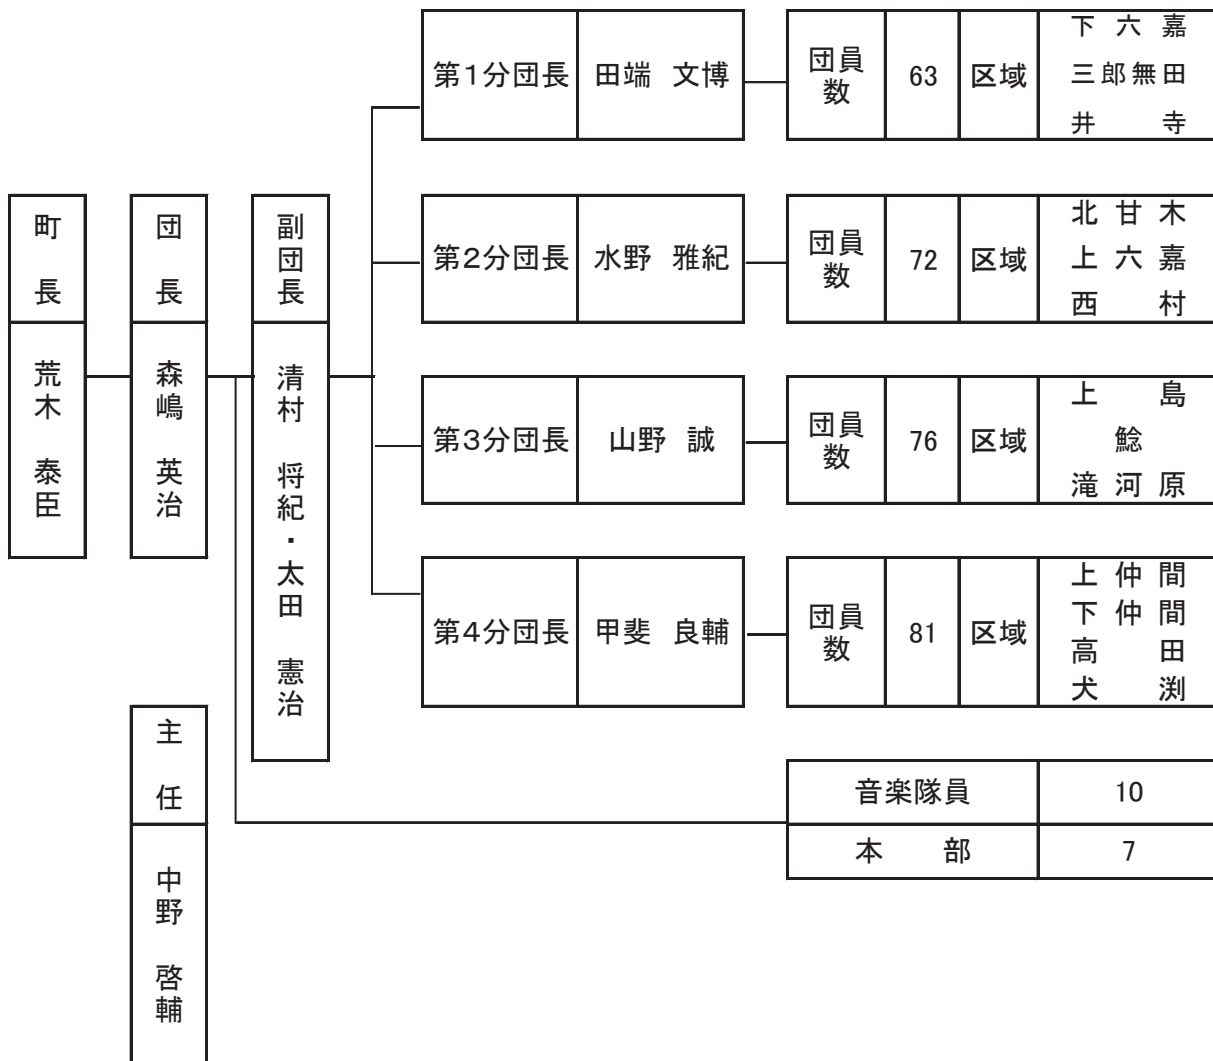 町長
荒木 泰臣
団長
森嶋 英治
副団長
清村 将紀・太田 憲治
第1分団長 田端 文博 団員数 63 区域 下六嘉
三郎無田
井寺
第2分団長 水野 雅紀 団員数 72 区域 北甘木
上六嘉
西村
第3分団長 山野 誠 団員数 76 区域 上島
鯰
滝河原
第4分団長 甲斐 良輔 団員数 81 区域 上仲間
下仲間
高田
犬渕
主任
中野 啓輔
音楽隊員 10
本部 7